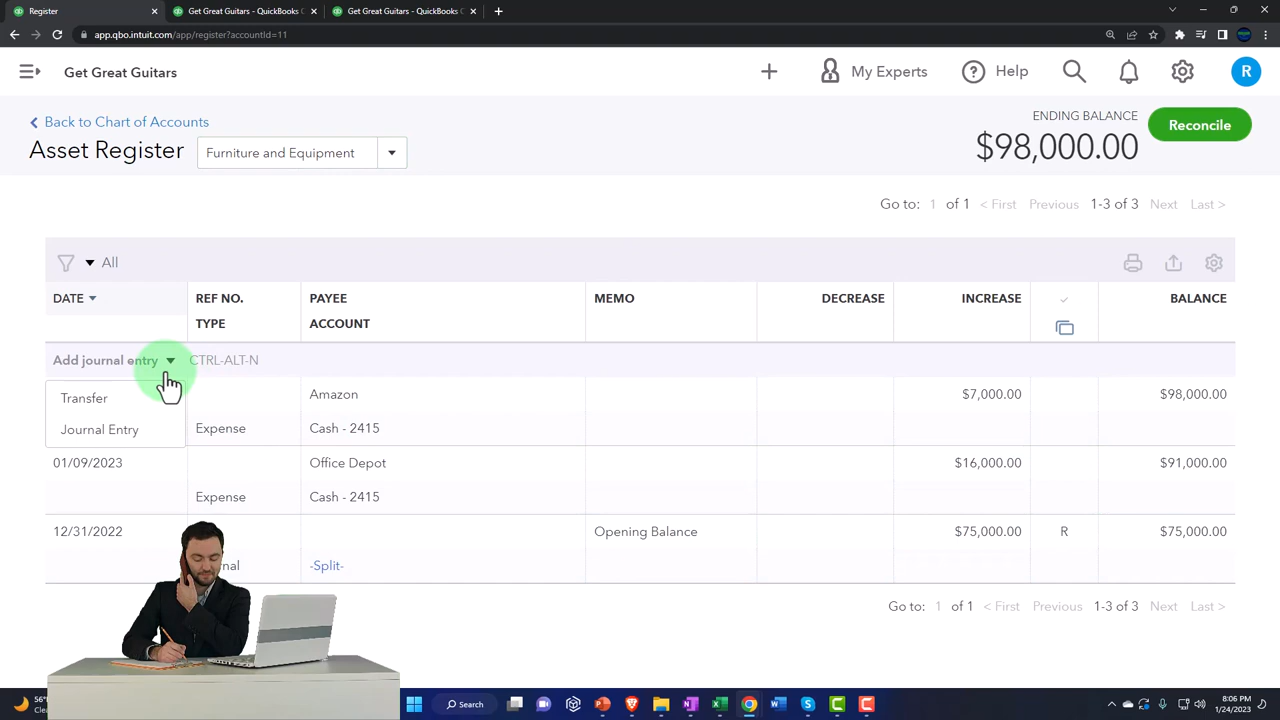 Register
Get Great Guitars - QuickBooks C
Get Great Guitars - QuickBooks C
app.qbo.intuit.com/app/register?accountId=11
Get Great Guitars
My Experts
Help
R
Back to Chart of Accounts
Asset Register
Furniture and Equipment
ENDING BALANCE
$98,000.00
Reconcile
Go to: 1 of 1 < First Previous 1-3 of 3 Next Last >
All
DATE REF NO. PAYEE MEMO DECREASE INCREASE BALANCE
TYPE ACCOUNT
Add journal entry CTRL-ALT-N
Transfer Amazon $7,000.00 $98,000.00
Journal Entry Expense Cash - 2415
01/09/2023 Office Depot $16,000.00 $91,000.00
Expense Cash - 2415
12/31/2022 Opening Balance $75,000.00 R $75,000.00
nal -Split-
Go to: 1 of 1 < First Previous 1-3 of 3 Next Last >
56°F
Search
8:06 PM
1/24/2023